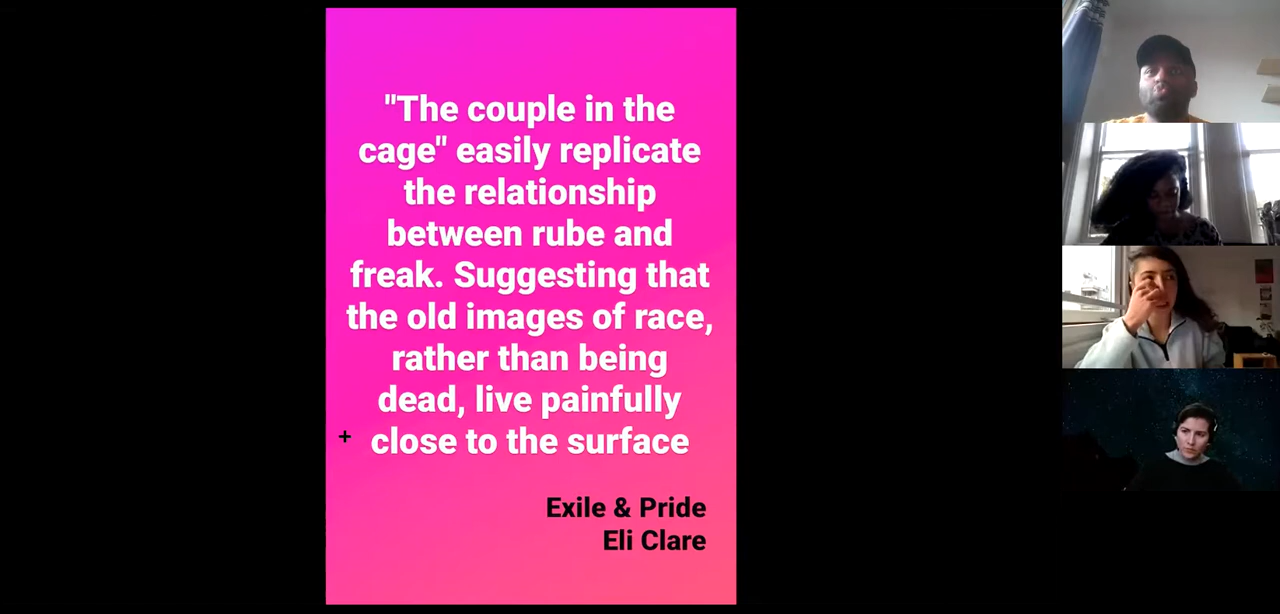 "The couple in the
cage" easily replicate
the relationship
between rube and
freak. Suggesting that
the old images of race,
rather than being
dead, live painfully
close to the surface
Exile & Pride
Eli Clare